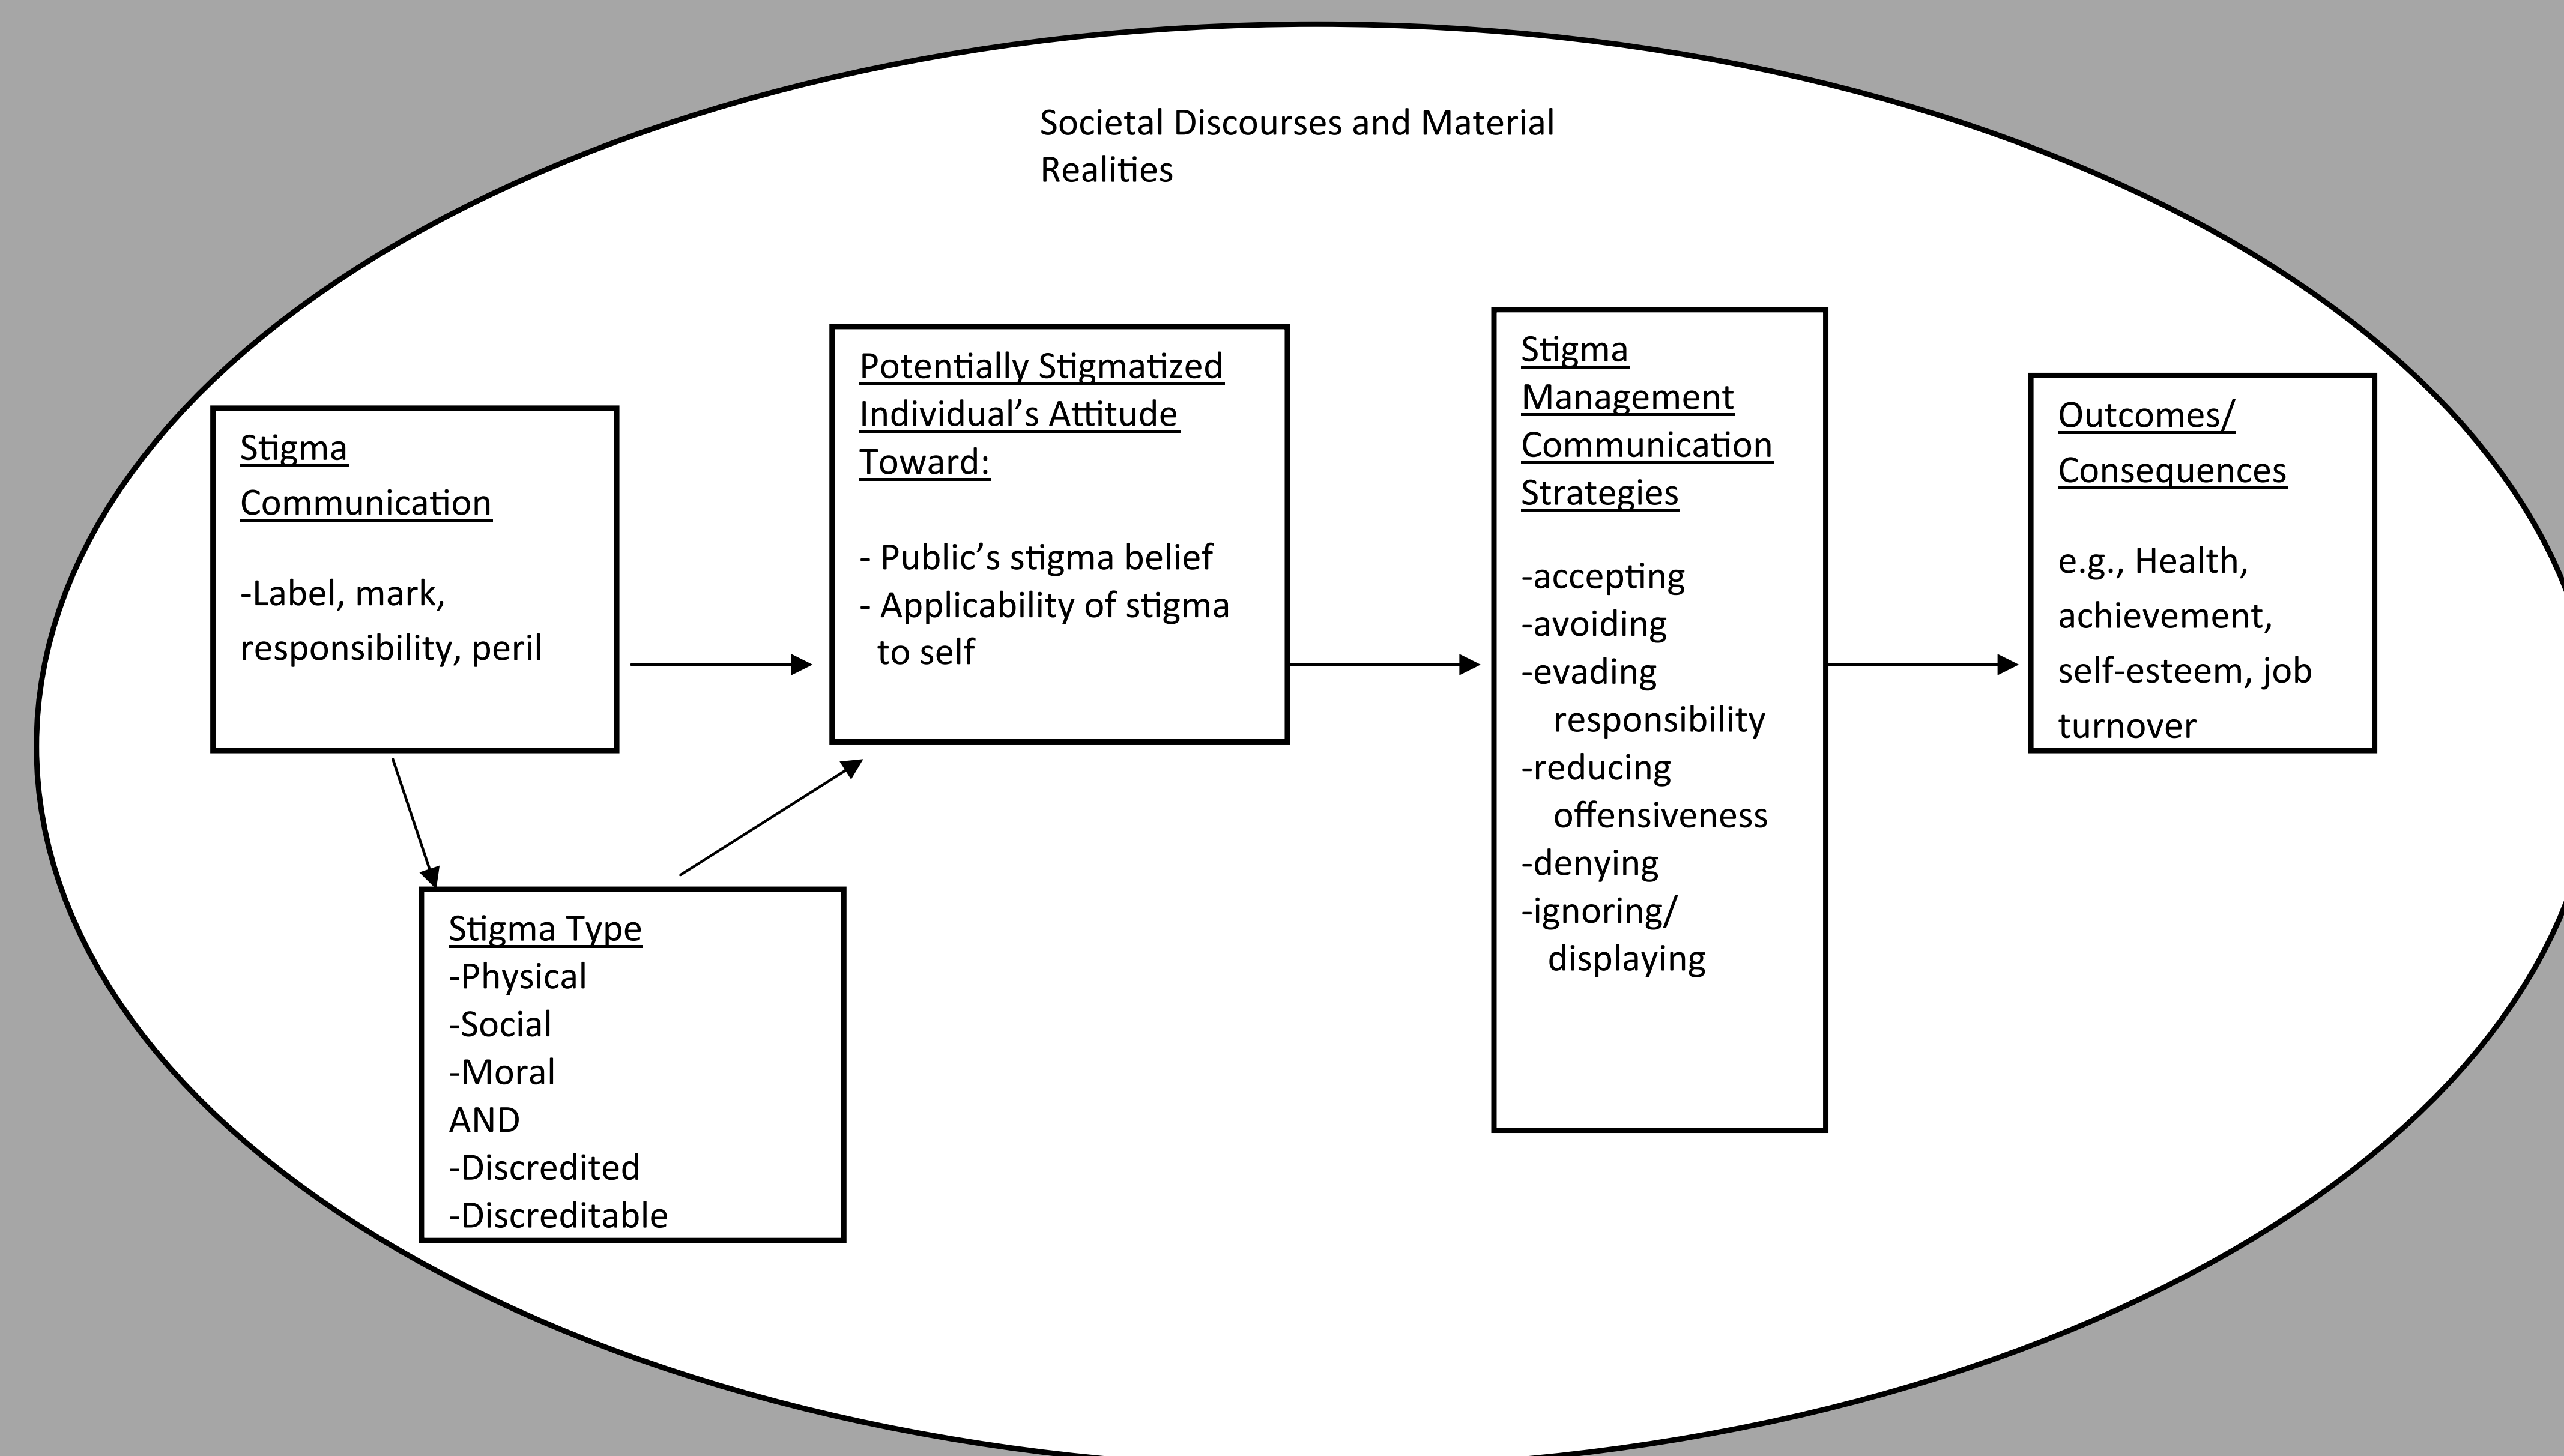 Societal Discourses and Material
Realities
Stigma
Communication
-Label, mark,
responsibility, peril
Potentially Stigmatized
Individual’s Attitude
Toward:
- Public’s stigma belief
- Applicability of stigma
to self
Stigma
Management
Communication
Strategies
-accepting
-avoiding
-evading
responsibility
-reducing
offensiveness
-denying
-ignoring/
displaying
Outcomes/
Consequences
e.g., Health,
achievement,
self-esteem, job
turnover
Stigma Type
-Physical
-Social
-Moral
AND
-Discredited
-Discreditable